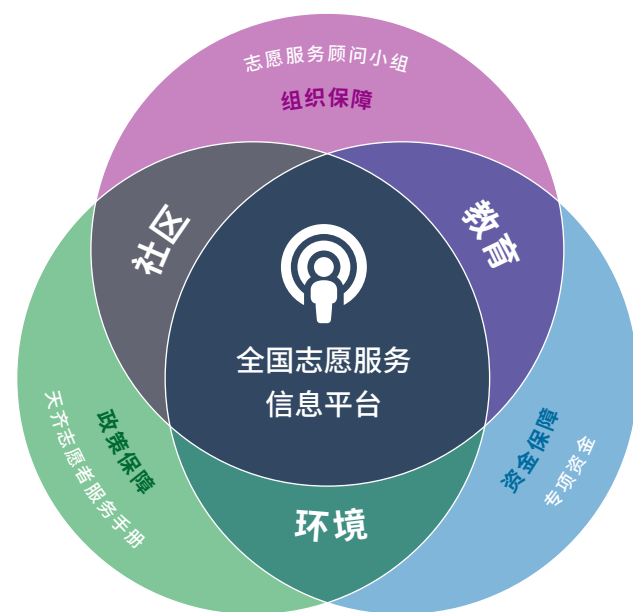 志愿服务顾问小组
组织保障
社区
教育
全国志愿服务
信息平台
政策保障
天齐志愿者服务手册
资金保障
专项资金
环境